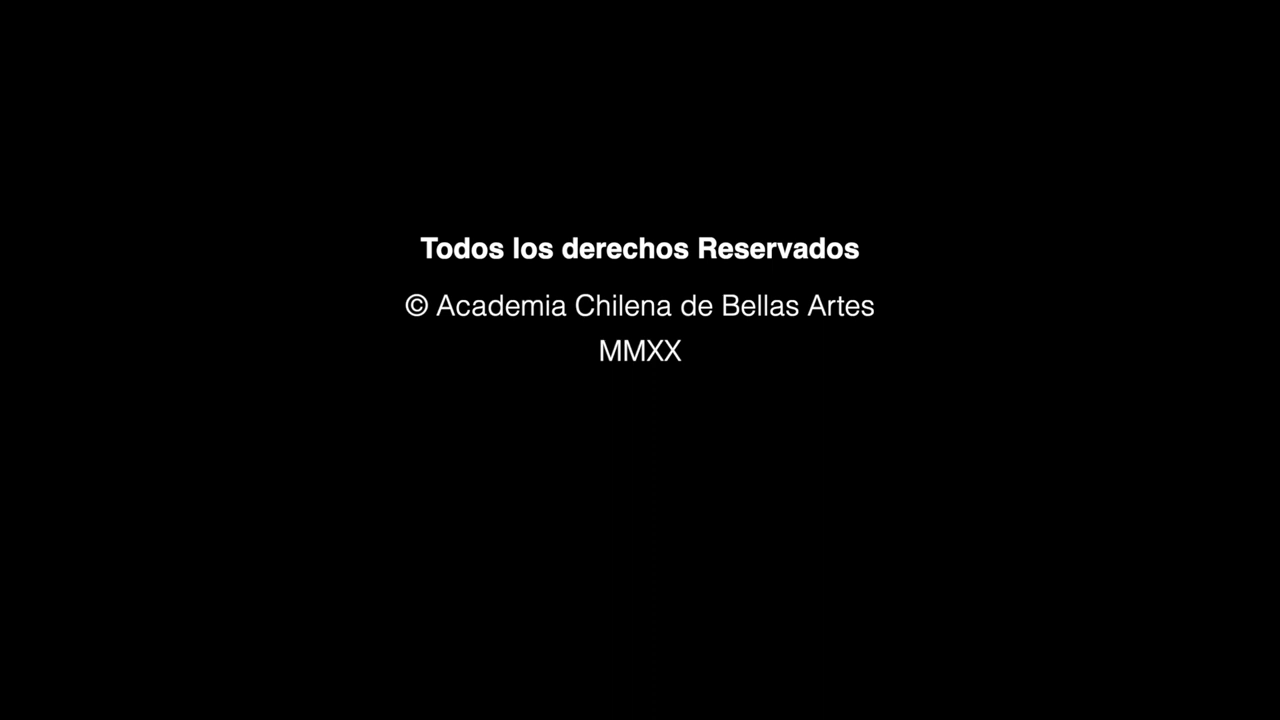 Todos los derechos Reservados
© Academia Chilena de Bellas Artes
MMXX